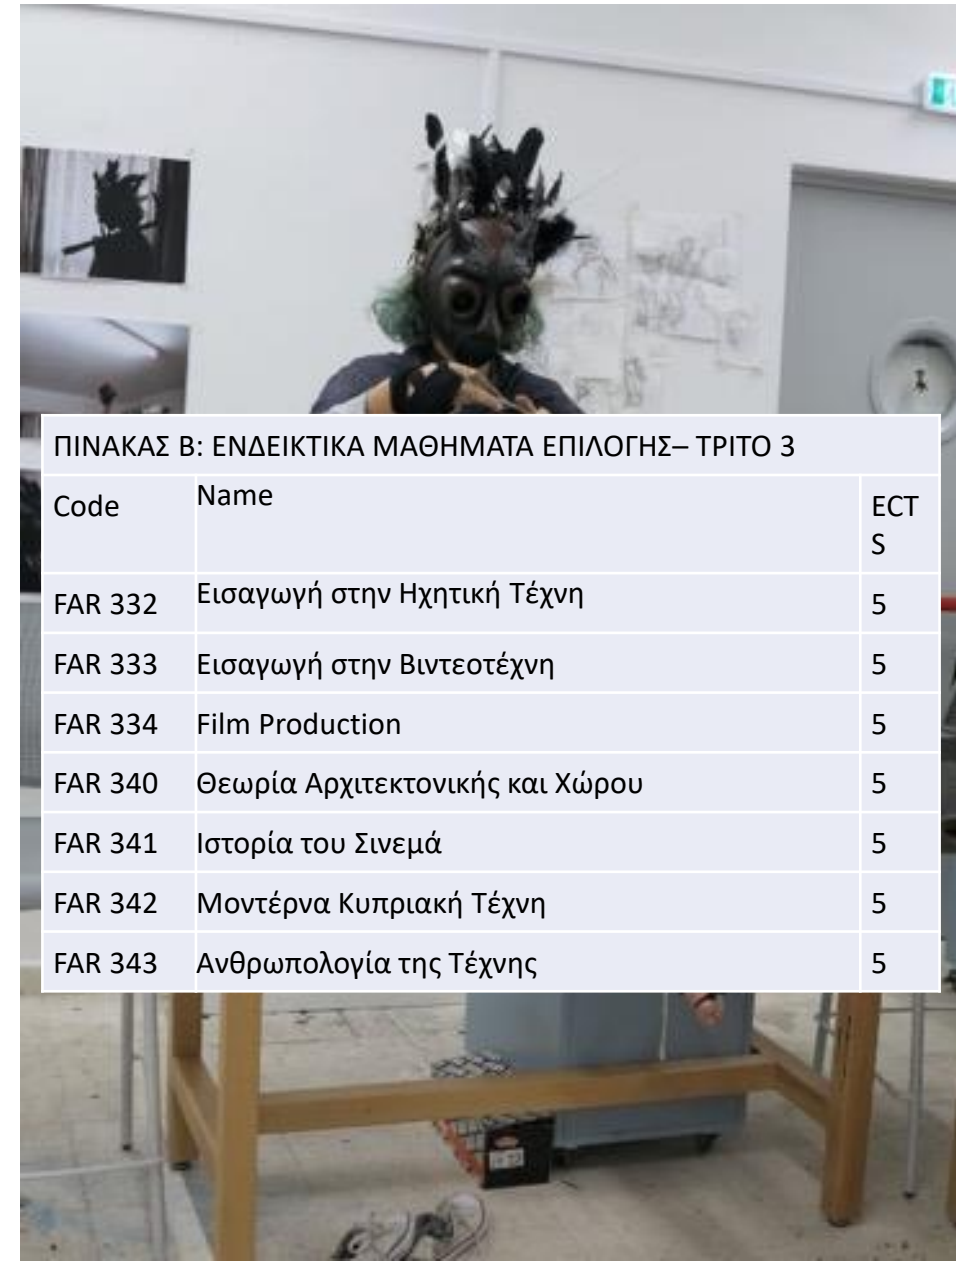 ΠΙΝΑΚΑΣ Β: ΕΝΔΕΙΚΤΙΚΑ ΜΑΘΗΜΑΤΑ ΕΠΙΛΟΓΗΣ– ΤΡΙΤΟ 3
Code Name ECT
S
FAR 332 Εισαγωγή στην Ηχητική Τέχνη 5
FAR 333 Εισαγωγή στην Βιντεοτέχνη 5
FAR 334 Film Production 5
FAR 340 Θεωρία Αρχιτεκτονικής και Χώρου 5
FAR 341 Ιστορία του Σινεμά 5
FAR 342 Μοντέρνα Κυπριακή Τέχνη 5
FAR 343 Ανθρωπολογία της Τέχνης 5